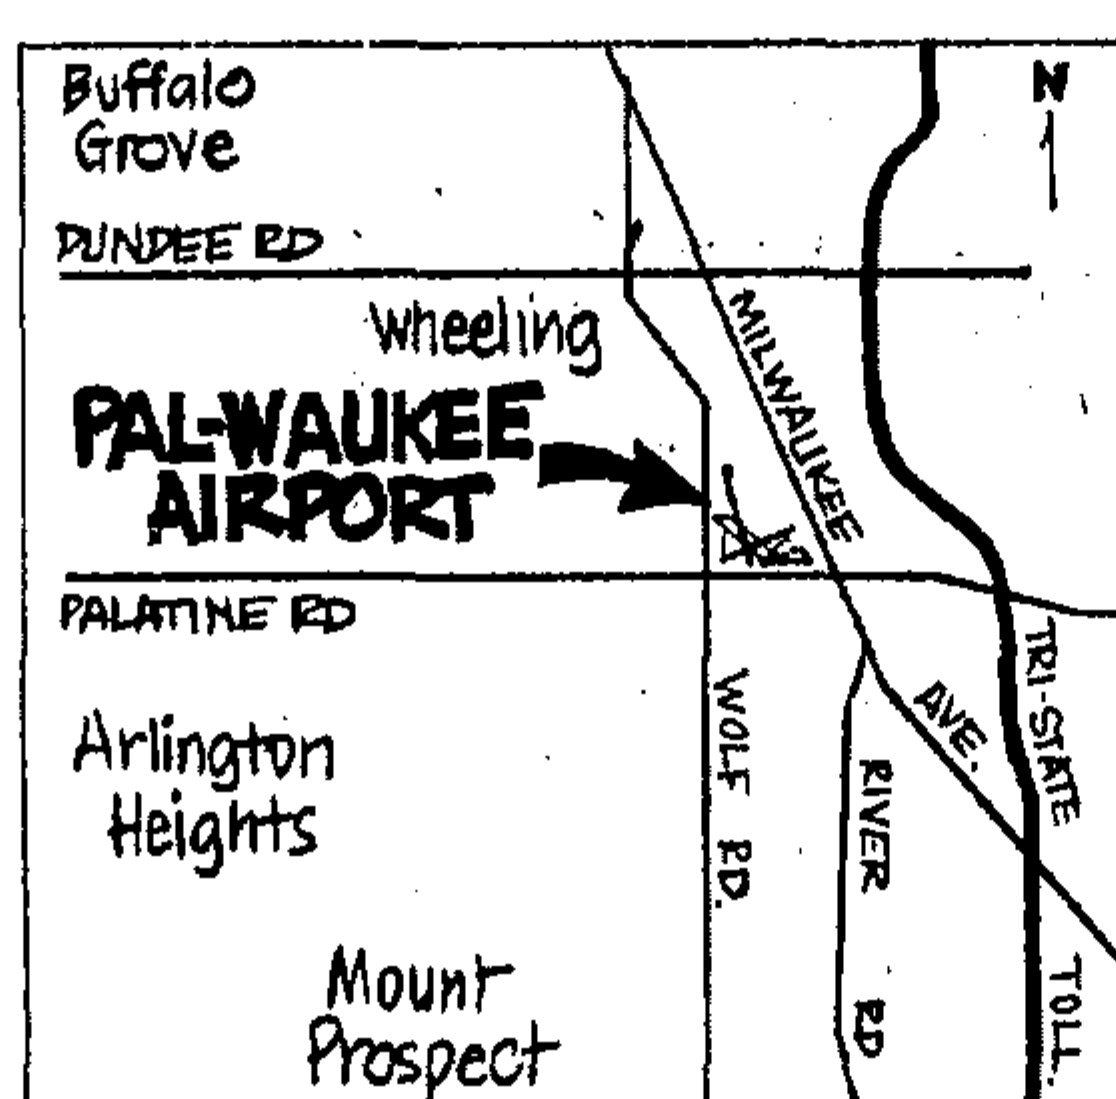 Buffalo
Grove
N
DUNDEE RD
Wheeling
MILWAUKEE
PAL-WAUKEE
AIRPORT
PALATINE RD
TRI-STATE
WOLF RD.
AVE.
Arlington
Heights
RIVER
RD
Mount
Prospect
TOLL.